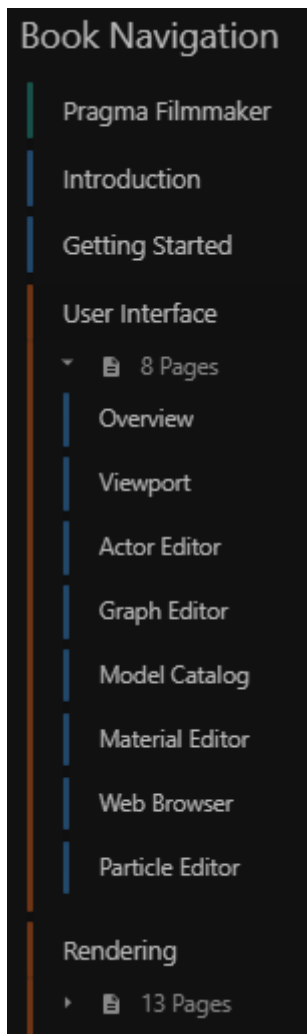 Book Navigation
Pragma Filmmaker
Introduction
Getting Started
User Interface
8 Pages
Overview
Viewport
Actor Editor
Graph Editor
Model Catalog
Material Editor
Web Browser
Particle Editor
Rendering
13 Pages